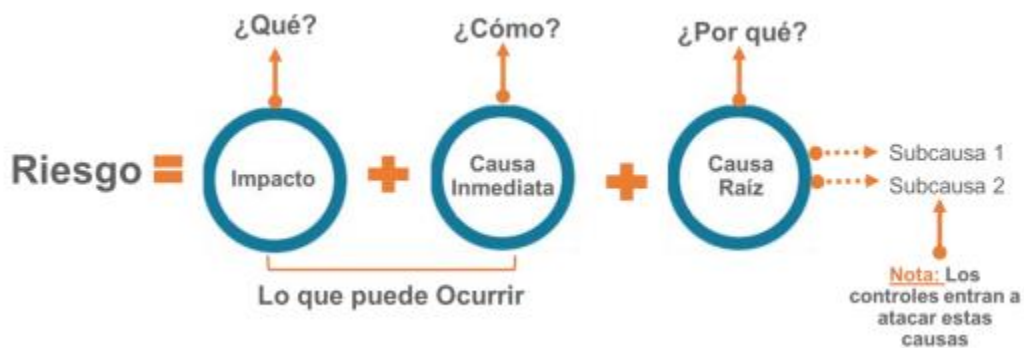 ¿Qué?
¿Cómo?
¿Por qué?
Riesgo =
Impacto
+
Causa
Inmediata
+
Causa
Raíz
Subcausa 1
Subcausa 2
Lo que puede Ocurrir
Nota: Los
controles entran a
atacar estas
causas